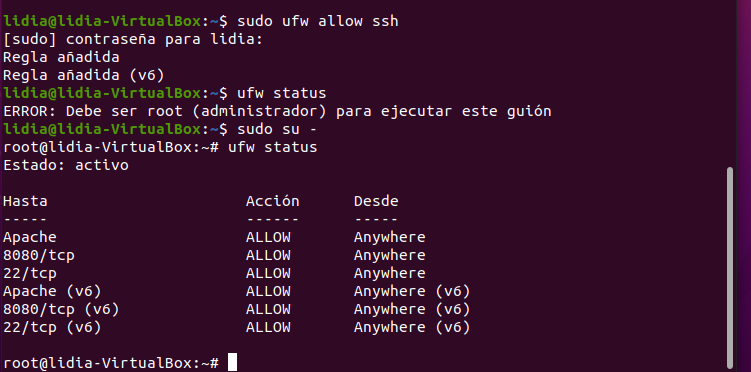 lidia@lidia-VirtualBox:~$ sudo ufw allow ssh
[sudo] contraseña para lidia:
Regla añadida
Regla añadida (v6)
lidia@lidia-VirtualBox:~$ ufw status
ERROR: Debe ser root (administrador) para ejecutar este guión
lidia@lidia-VirtualBox:~$ sudo su -
root@lidia-VirtualBox:~# ufw status
Estado: activo

Hasta                      Acción      Desde
-----                      ------      -----
Apache                     ALLOW       Anywhere
8080/tcp                   ALLOW       Anywhere
22/tcp                     ALLOW       Anywhere
Apache (v6)                ALLOW       Anywhere (v6)
8080/tcp (v6)              ALLOW       Anywhere (v6)
22/tcp (v6)                ALLOW       Anywhere (v6)

root@lidia-VirtualBox:~#